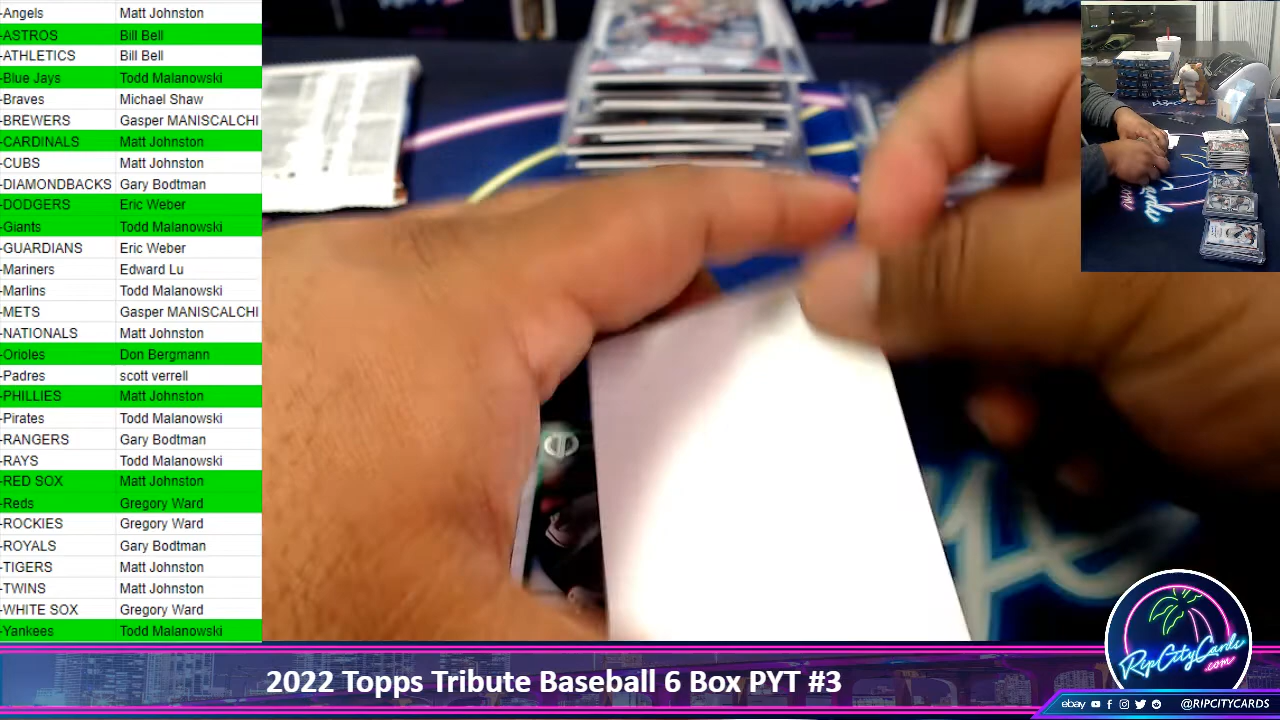 -Angels Matt Johnston
-ASTROS Bill Bell
-ATHLETICS Bill Bell
-Blue Jays Todd Malanowski
-Braves Michael Shaw
-BREWERS Gasper MANISCALCHI
-CARDINALS Matt Johnston
-CUBS Matt Johnston
-DIAMONDBACKS Gary Bodtman
-DODGERS Eric Weber
-Giants Todd Malanowski
-GUARDIANS Eric Weber
-Mariners Edward Lu
-Marlins Todd Malanowski
-METS Gasper MANISCALCHI
-NATIONALS Matt Johnston
-Orioles Don Bergmann
-Padres scott verrell
-PHILLIES Matt Johnston
-Pirates Todd Malanowski
-RANGERS Gary Bodtman
-RAYS Todd Malanowski
-RED SOX Matt Johnston
-Reds Gregory Ward
-ROCKIES Gregory Ward
-ROYALS Gary Bodtman
-TIGERS Matt Johnston
-TWINS Matt Johnston
-WHITE SOX Gregory Ward
-Yankees Todd Malanowski
RipCityCards
.com
2022 Topps Tribute Baseball 6 Box PYT #3
ebay @RIPCITYCARDS